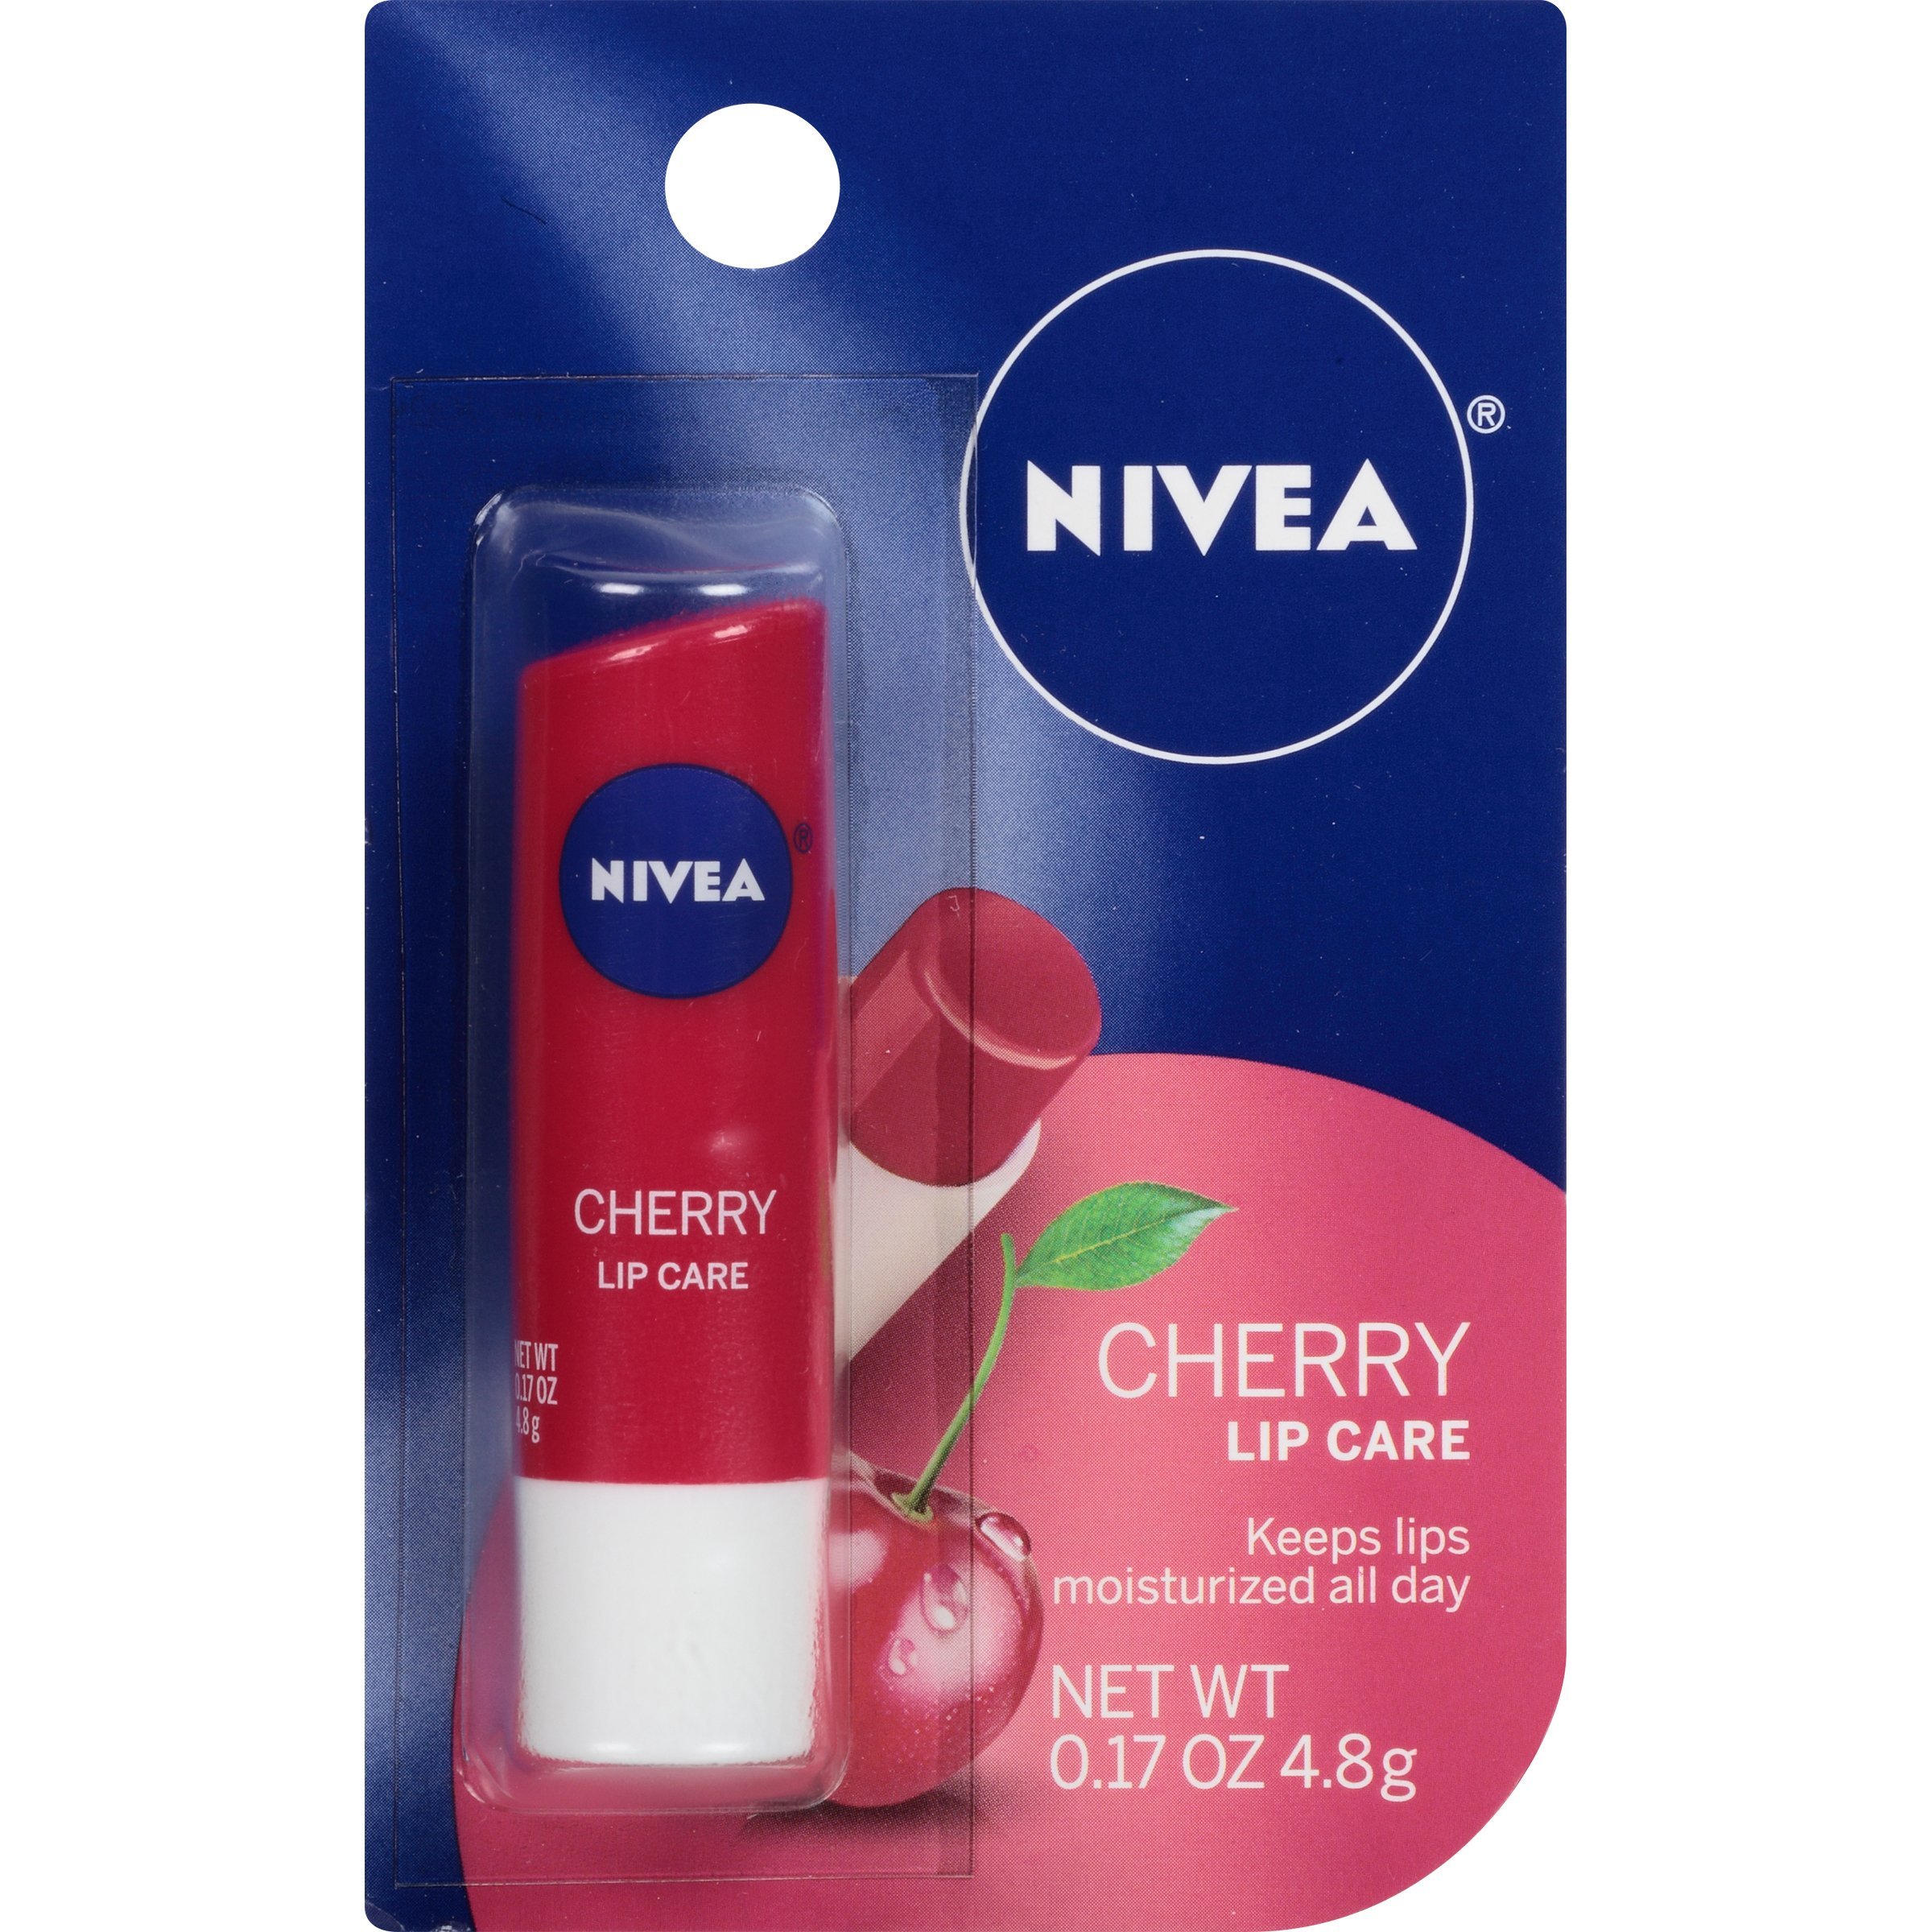 NIVEA
®
NIVEA
®
CHERRY
LIP CARE
NET WT
0.17 OZ
4.8 g
CHERRY
LIP CARE
Keeps lips
moisturized all day
NET WT
0.17 OZ 4.8g